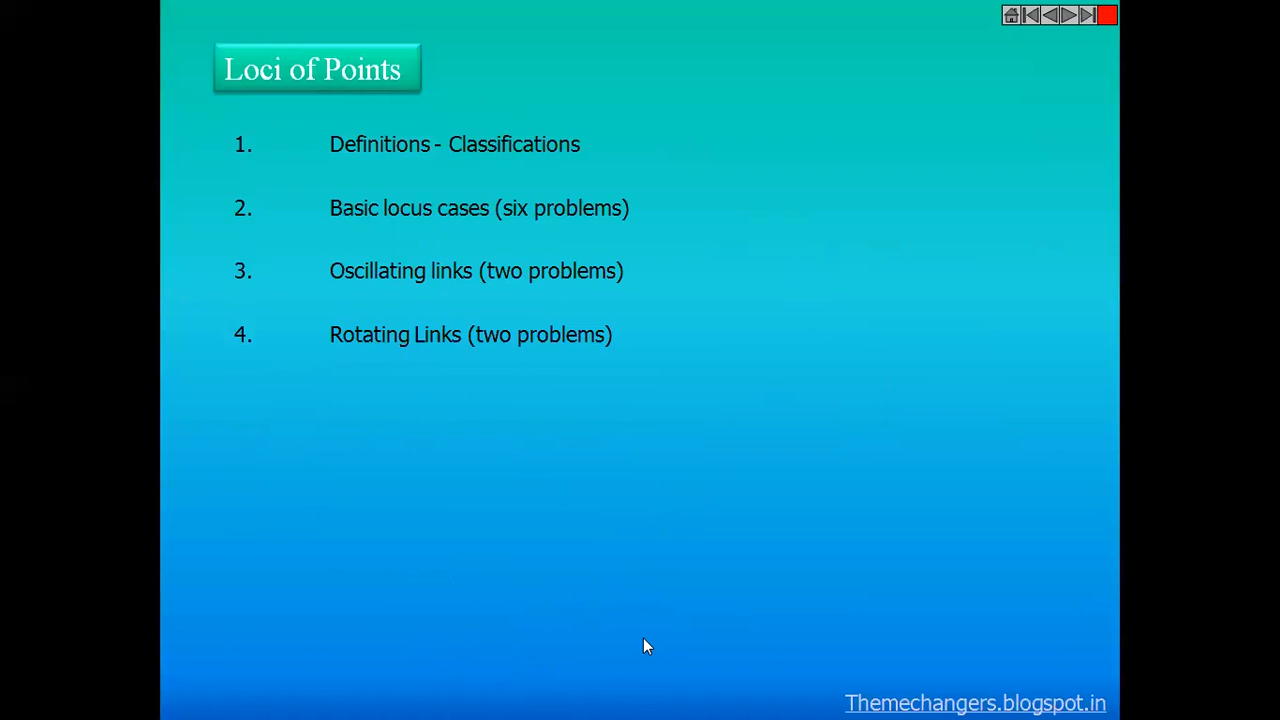 Loci of Points
1. Definitions - Classifications
2. Basic locus cases (six problems)
3. Oscillating links (two problems)
4. Rotating Links (two problems)
Themechangers.blogspot.in